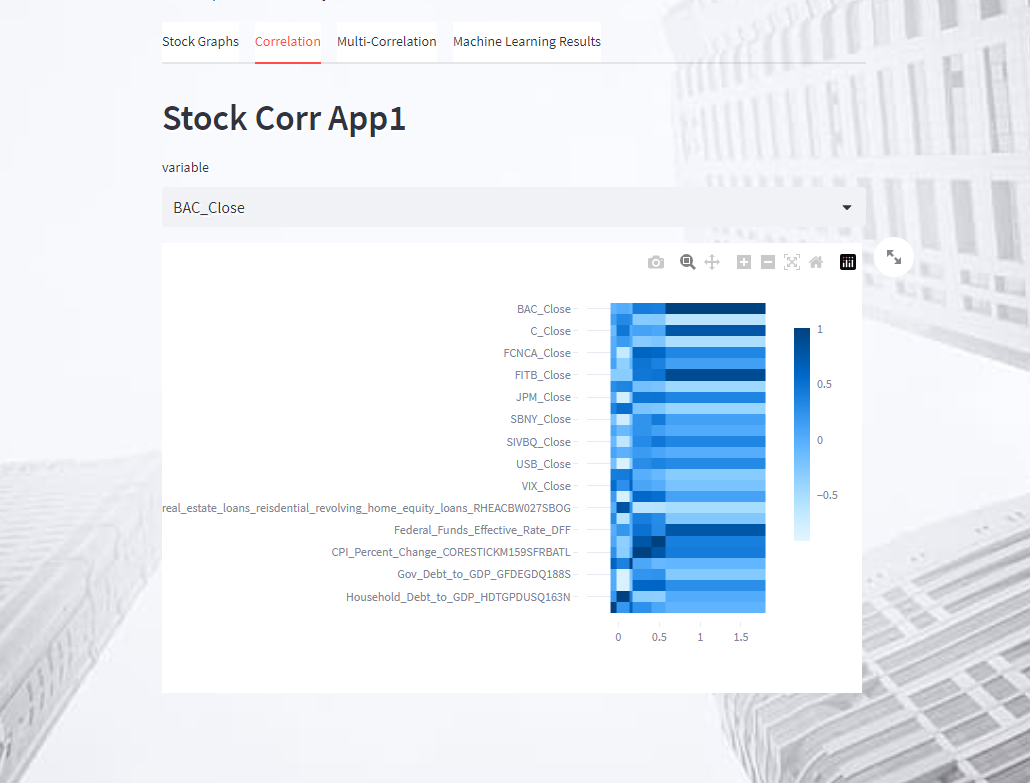 Stock Graphs Correlation Multi-Correlation Machine Learning Results
Stock Corr App1
variable
BAC_Close
BAC_Close
C_Close
FCNCA_Close
FITB_Close
JPM_Close
SBNY_Close
SIVBQ_Close
USB_Close
VIX_Close
real_estate_loans_reisdential_revolving_home_equity_loans_RHEACBW027SBOG
Federal_Funds_Effective_Rate_DFF
CPI_Percent_Change_CORESTICKM159SFRBATL
Gov_Debt_to_GDP_GFDEGDQ188S
Household_Debt_to_GDP_HDTGPDUSQ163N
0 0.5 1 1.5
1
0.5
0
−0.5